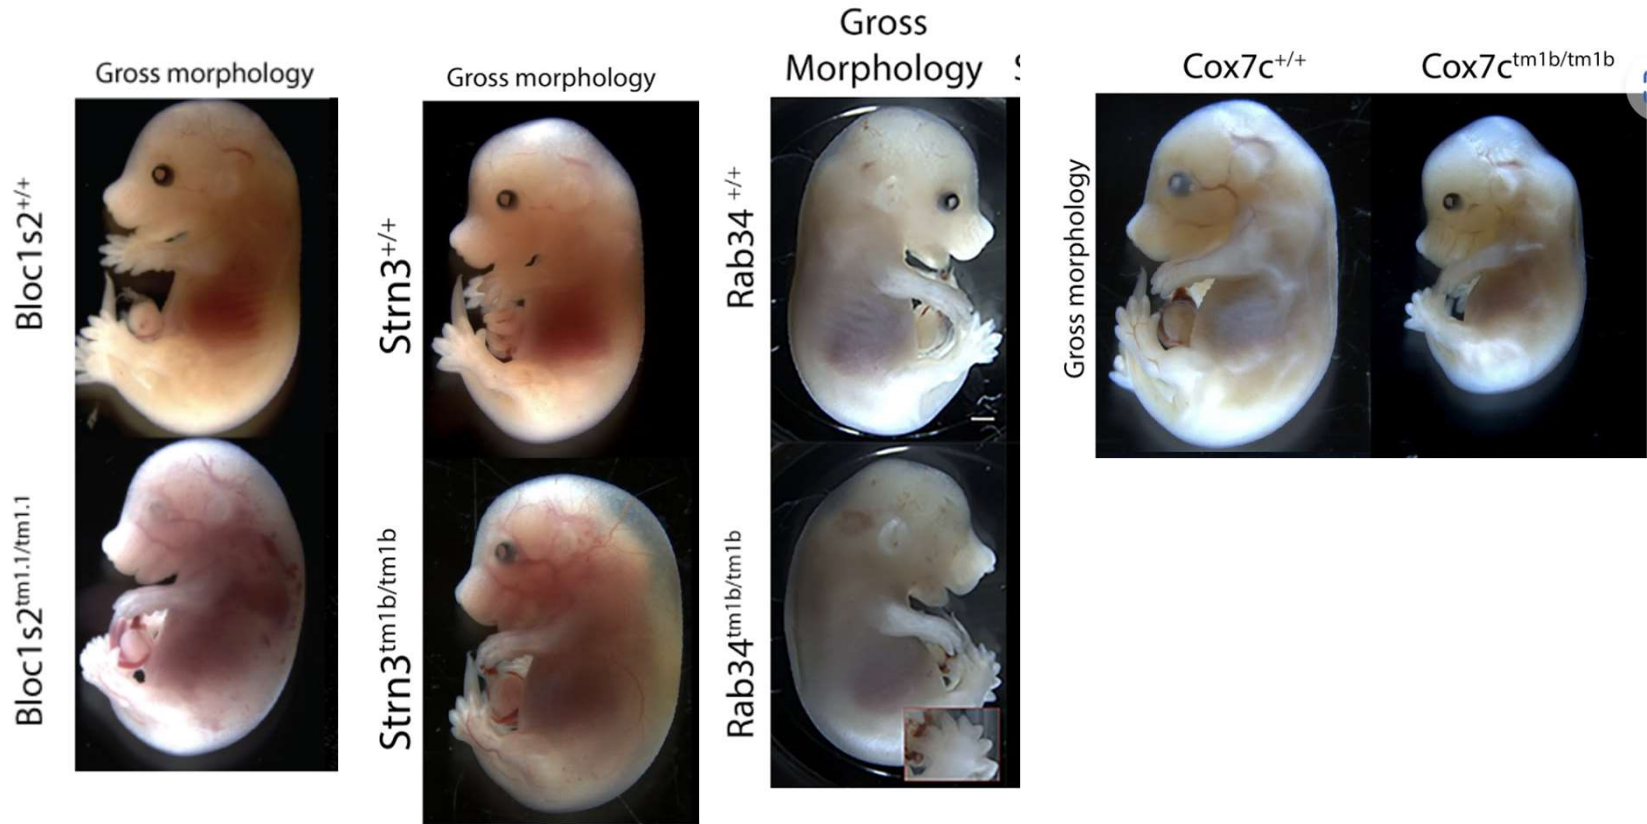 Gross morphology
Bloc1s2+/+
Bloc1s2tm1.1/tm1.1
Gross morphology
Strn3+/+
Strn3tm1b/tm1b
Gross
Morphology
Rab34 +/+
Rab34tm1b/tm1b
Cox7c+/+
Cox7ctm1b/tm1b
Gross morphology